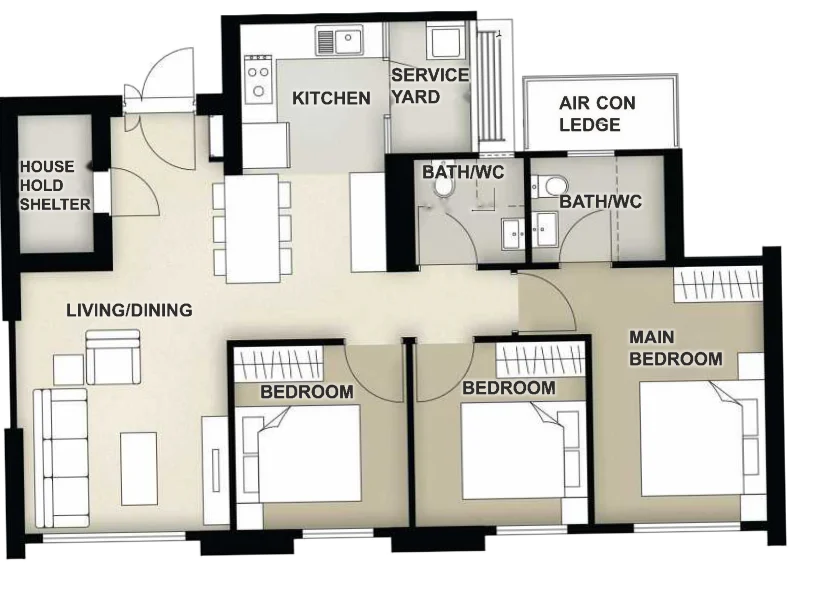 SERVICE
YARD
KITCHEN
AIR CON
LEDGE
HOUSE
HOLD
SHELTER
BATH/WC
BATH/WC
LIVING/DINING
MAIN
BEDROOM
BEDROOM
BEDROOM